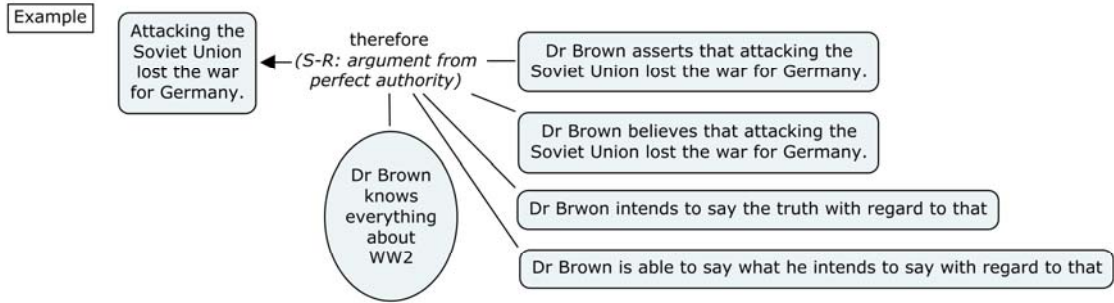 Example
Attacking the
Soviet Union
lost the war
for Germany.
therefore
(S-R: argument from
perfect authority)
Dr Brown asserts that attacking the
Soviet Union lost the war for Germany.
Dr Brown believes that attacking the
Soviet Union lost the war for Germany.
Dr Brwon intends to say the truth with regard to that
Dr Brown is able to say what he intends to say with regard to that
Dr Brown
knows
everything
about
WW2